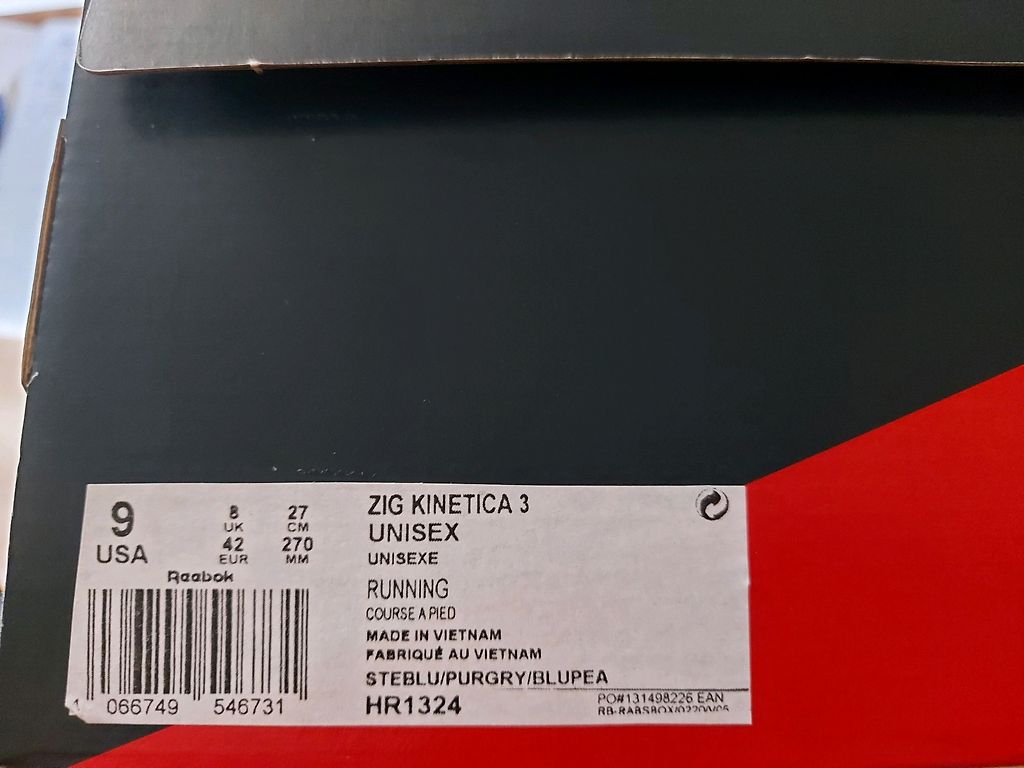 9
USA
8
UK
42
EUR
27
CM
270
MM
Reebok
066749 546731
ZIG KINETICA 3
UNISEX
UNISEXE
RUNNING
COURSE A PIED
MADE IN VIETNAM
FABRIQUÉ AU VIETNAM
STEBLU/PURGRY/BLUPEA
HR1324
PO#131498226 EAN